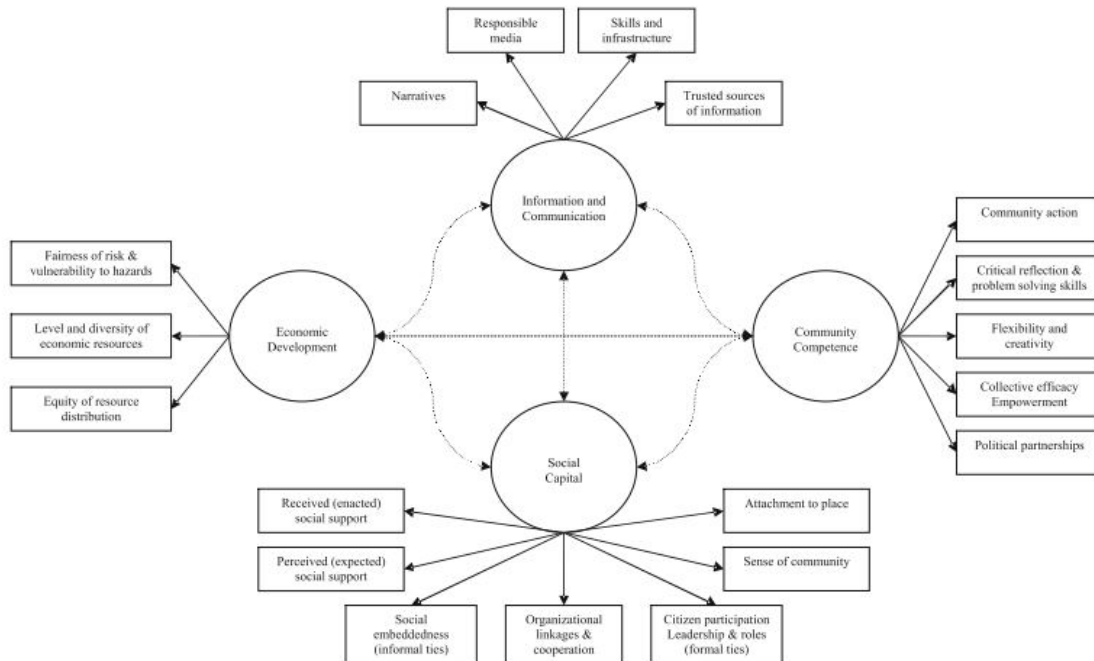 Responsible
media
Skills and
infrastructure
Narratives
Trusted sources
of information
Information and
Communication
Community action
Fairness of risk &
vulnerability to hazards
Critical reflection &
problem solving skills
Level and diversity of
economic resources
Economic
Development
Community
Competence
Flexibility and
creativity
Equity of resource
distribution
Collective efficacy
Empowerment
Political partnerships
Social
Capital
Received (enacted)
social support
Attachment to place
Perceived (expected)
social support
Sense of community
Social
embeddedness
(informal ties)
Organizational
linkages &
cooperation
Citizen participation
Leadership & roles
(formal ties)